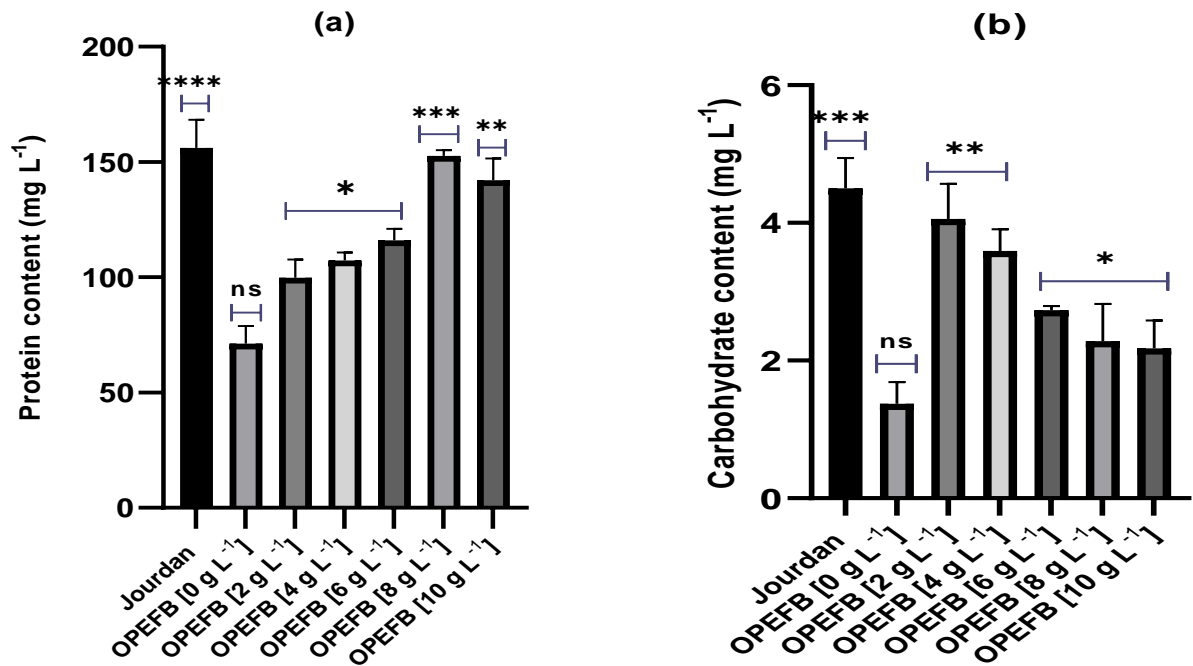 (a)
Protein content (mg L⁻¹)
200
150
100
50
0
****
ns
*
***
**
Jourdan
OPEFB [0 g L⁻¹]
OPEFB [2 g L⁻¹]
OPEFB [4 g L⁻¹]
OPEFB [6 g L⁻¹]
OPEFB [8 g L⁻¹]
OPEFB [10 g L⁻¹]
(b)
Carbohydrate content (mg L⁻¹)
6
4
2
0
***
ns
**
*
Jourdan
OPEFB [0 g L⁻¹]
OPEFB [2 g L⁻¹]
OPEFB [4 g L⁻¹]
OPEFB [6 g L⁻¹]
OPEFB [8 g L⁻¹]
OPEFB [10 g L⁻¹]